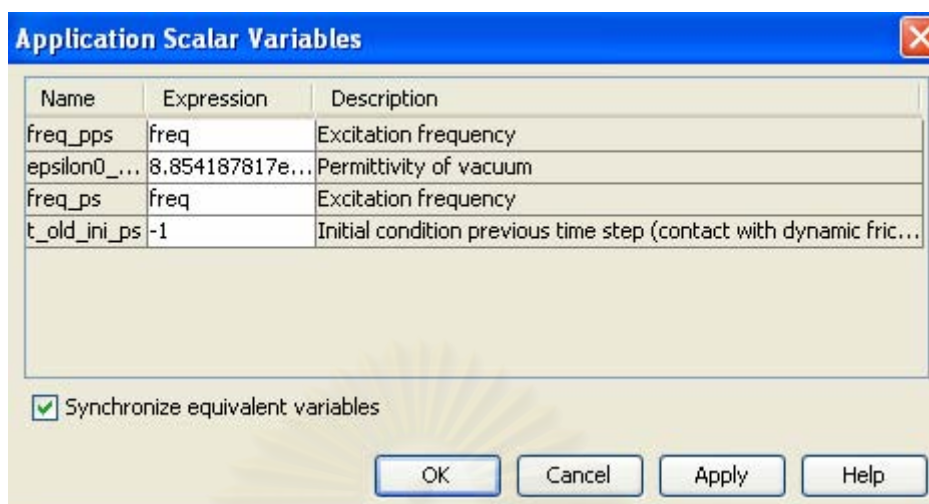 Application Scalar Variables
Name Expression Description
freq_pps freq Excitation frequency
epsilon0_... 8.854187817e... Permittivity of vacuum
freq_ps freq Excitation frequency
t_old_ini_ps -1 Initial condition previous time step (contact with dynamic fric...
Synchronize equivalent variables
OK Cancel Apply Help